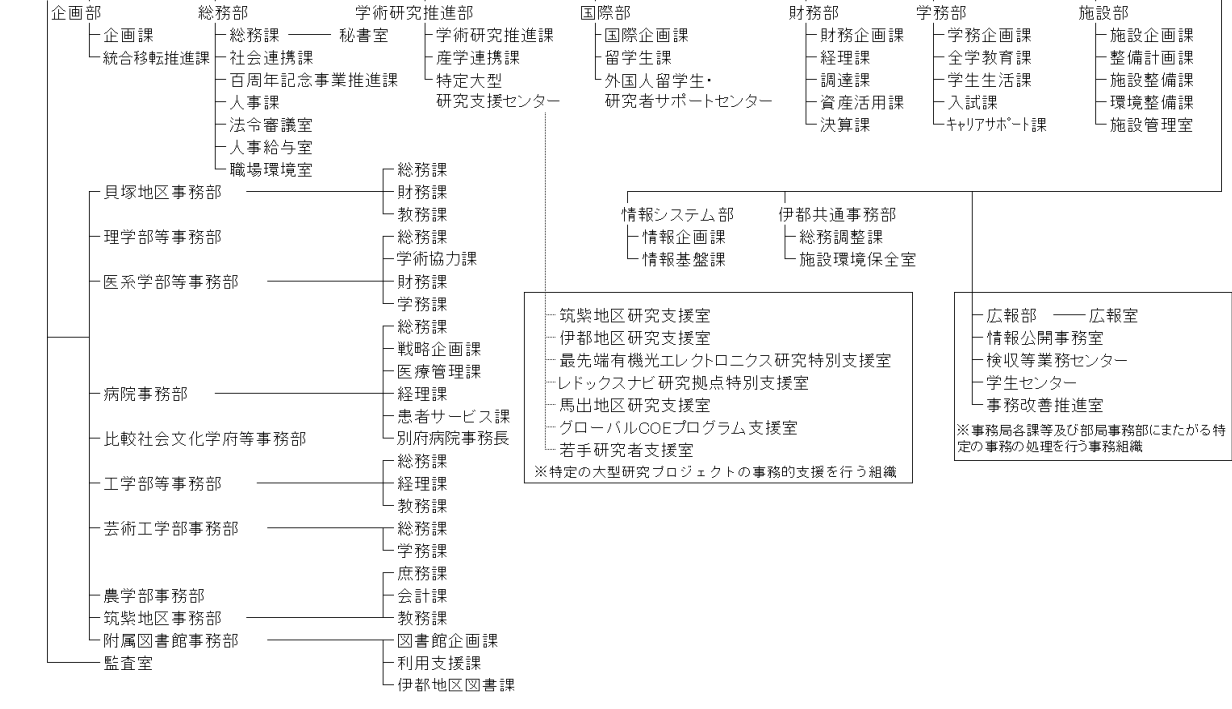 企画部
企画課
統合移転推進課
総務部
総務課
秘書室
社会連携課
百周年記念事業推進課
人事課
法令審議室
人事給与室
職場環境室
学術研究推進部
学術研究推進課
産学連携課
特定大型
研究支援センター
国際部
国際企画課
留学生課
外国人留学生・
研究者サポートセンター
財務部
財務企画課
経理課
調達課
資産活用課
決算課
学務部
学務企画課
全学教育課
学生生活課
入試課
キャリアサポート課
施設部
施設企画課
整備計画課
施設整備課
環境整備課
施設管理室
貝塚地区事務部
総務課
財務課
教務課
理学部等事務部
医系学部等事務部
総務課
学術協力課
財務課
学務課
病院事務部
総務課
戦略企画課
医療管理課
経理課
患者サービス課
別府病院事務長
比較社会文化学府等事務部
工学部等事務部
総務課
経理課
教務課
芸術工学部事務部
総務課
学務課
農学部事務部
筑紫地区事務部
庶務課
会計課
教務課
附属図書館事務部
図書館企画課
利用支援課
伊都地区図書課
監査室
情報システム部
情報企画課
情報基盤課
伊都共通事務部
総務調整課
施設環境保全室
筑紫地区研究支援室
伊都地区研究支援室
最先端有機光エレクトロニクス研究特別支援室
レドックスナビ研究拠点特別支援室
馬出地区研究支援室
グローバルCOEプログラム支援室
若手研究者支援室
※特定の大型研究プロジェクトの事務的支援を行う組織
広報部
広報室
情報公開事務室
検収等業務センター
学生センター
事務改善推進室
※事務局各課等及び部局事務部にまたがる特
定の事務の処理を行う事務組織